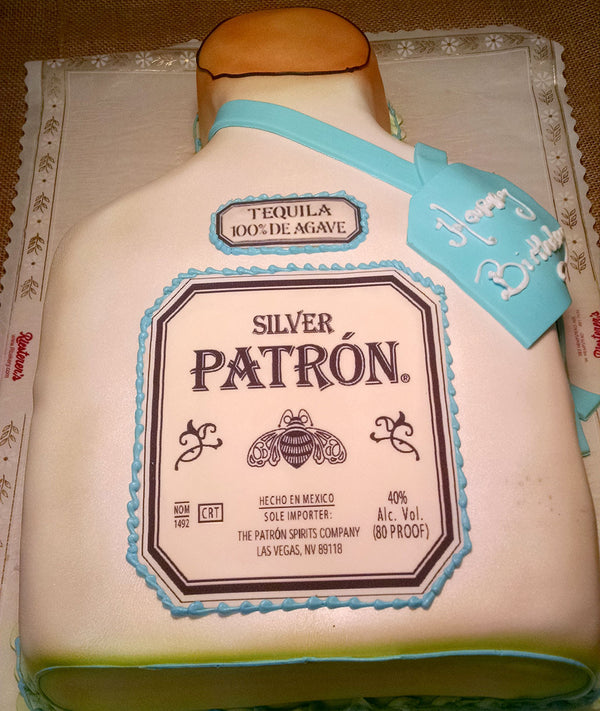 TEQUILA
100% DE AGAVE
Happy
Birthday
SILVER
PATRÓN®
NOM
1492
CRT
HECHO EN MEXICO
SOLE IMPORTER:
THE PATRÓN SPIRITS COMPANY
LAS VEGAS, NV 89118
40%
Alc. Vol.
(80 PROOF)